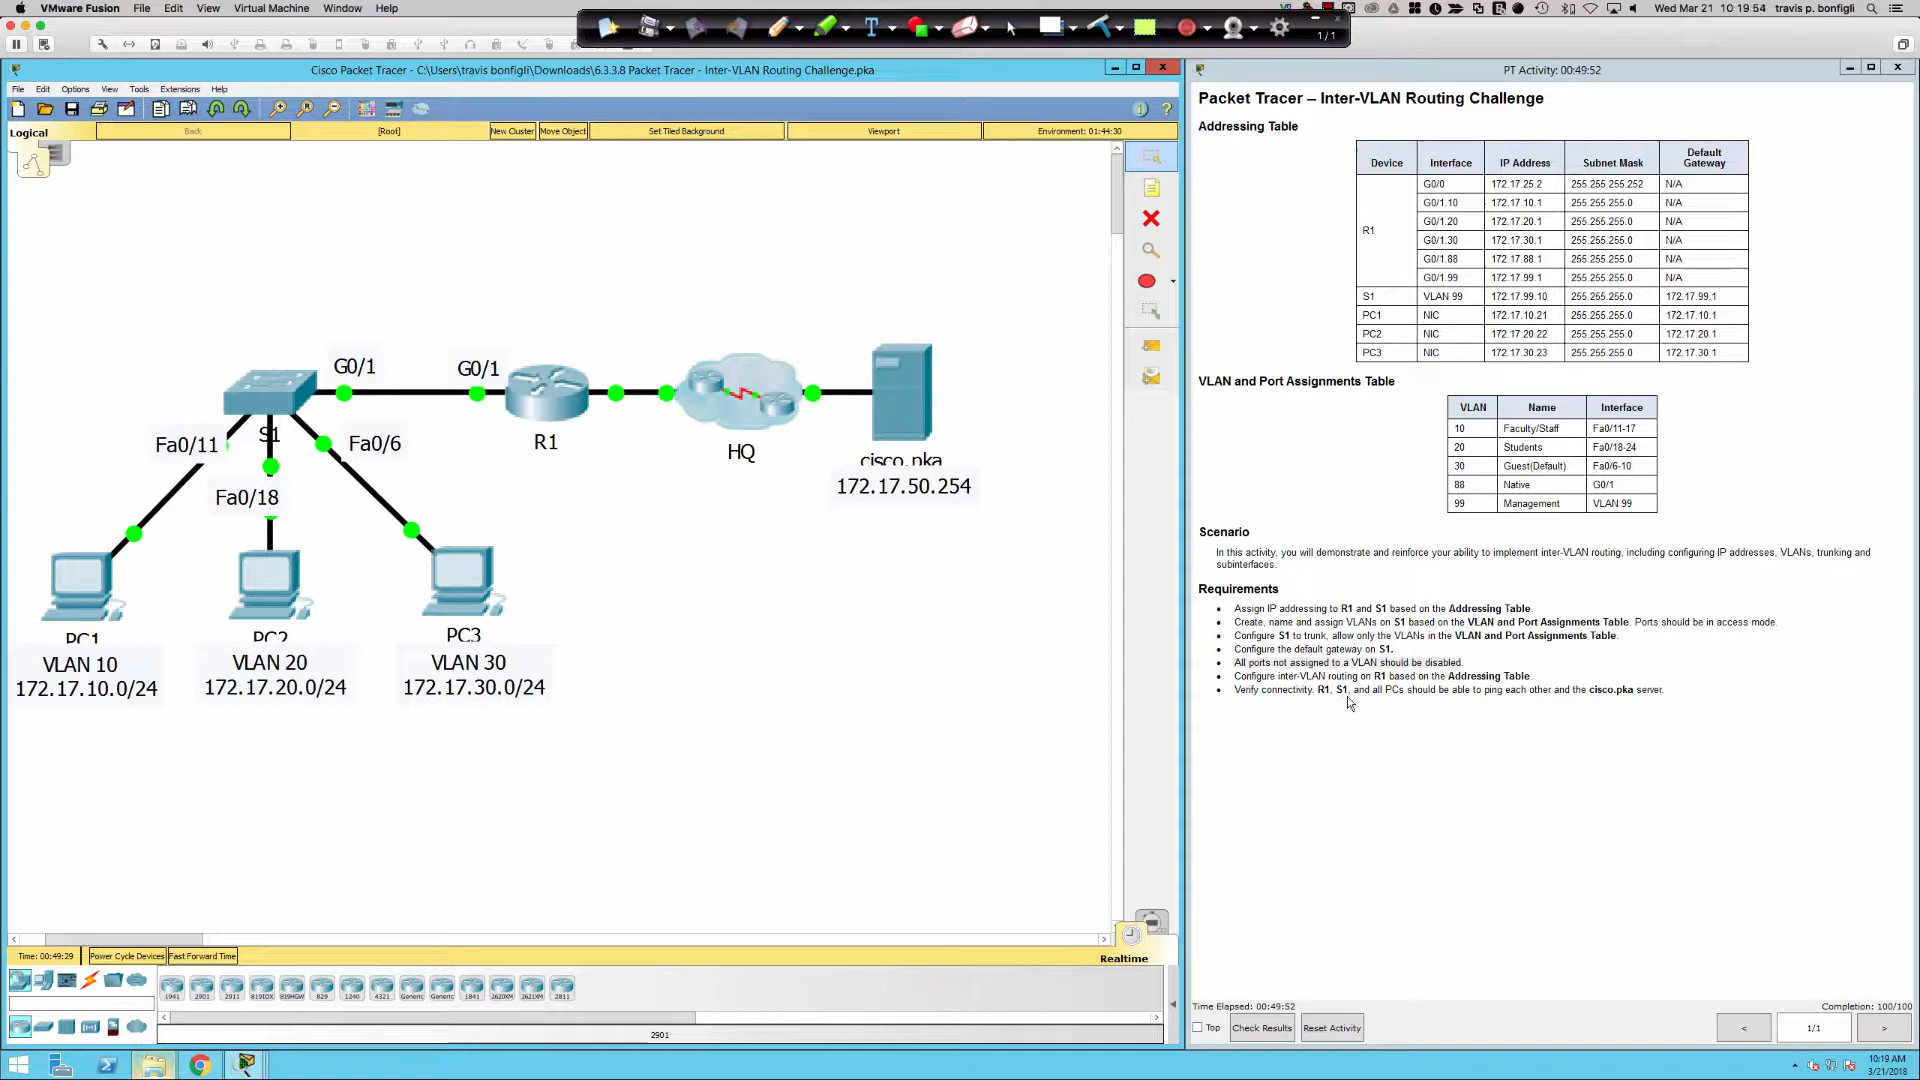 VMware Fusion File Edit View Virtual Machine Window Help
Wed Mar 21 10:19:54 travis p. bonfigli
1/1
Cisco Packet Tracer - C:\Users\travis bonfigli\Downloads\6.3.3.8 Packet Tracer - Inter-VLAN Routing Challenge.pka
File Edit Options View Tools Extensions Help
Logical Back [Root] New Cluster Move Object Set Tiled Background Viewport Environment: 01:44:30
G0/1 G0/1
S1 R1 HQ cisco.pka
172.17.50.254
Fa0/11 Fa0/6
Fa0/18
PC1 PC2 PC3
VLAN 10 VLAN 20 VLAN 30
172.17.10.0/24 172.17.20.0/24 172.17.30.0/24
Realtime
Time: 00:49:29 Power Cycle Devices Fast Forward Time
1941 2901 2911 819IOX 819HGW 829 1240 4321 Generic Generic 1841 2620XM 2621XM 2811
2901
PT Activity: 00:49:52
Packet Tracer – Inter-VLAN Routing Challenge
Addressing Table
Device Interface IP Address Subnet Mask Default Gateway
R1 G0/0 172.17.25.2 255.255.255.252 N/A
G0/1.10 172.17.10.1 255.255.255.0 N/A
G0/1.20 172.17.20.1 255.255.255.0 N/A
G0/1.30 172.17.30.1 255.255.255.0 N/A
G0/1.88 172.17.88.1 255.255.255.0 N/A
G0/1.99 172.17.99.1 255.255.255.0 N/A
S1 VLAN 99 172.17.99.10 255.255.255.0 172.17.99.1
PC1 NIC 172.17.10.21 255.255.255.0 172.17.10.1
PC2 NIC 172.17.20.22 255.255.255.0 172.17.20.1
PC3 NIC 172.17.30.23 255.255.255.0 172.17.30.1
VLAN and Port Assignments Table
VLAN Name Interface
10 Faculty/Staff Fa0/11-17
20 Students Fa0/18-24
30 Guest(Default) Fa0/6-10
88 Native G0/1
99 Management VLAN 99
Scenario
In this activity, you will demonstrate and reinforce your ability to implement inter-VLAN routing, including configuring IP addresses, VLANs, trunking and
subinterfaces.
Requirements
• Assign IP addressing to R1 and S1 based on the Addressing Table.
• Create, name and assign VLANs on S1 based on the VLAN and Port Assignments Table. Ports should be in access mode.
• Configure S1 to trunk, allow only the VLANs in the VLAN and Port Assignments Table.
• Configure the default gateway on S1.
• All ports not assigned to a VLAN should be disabled.
• Configure inter-VLAN routing on R1 based on the Addressing Table.
• Verify connectivity. R1, S1, and all PCs should be able to ping each other and the cisco.pka server.
Time Elapsed: 00:49:52 Completion: 100/100
Top Check Results Reset Activity < 1/1 >
10:19 AM
3/21/2018